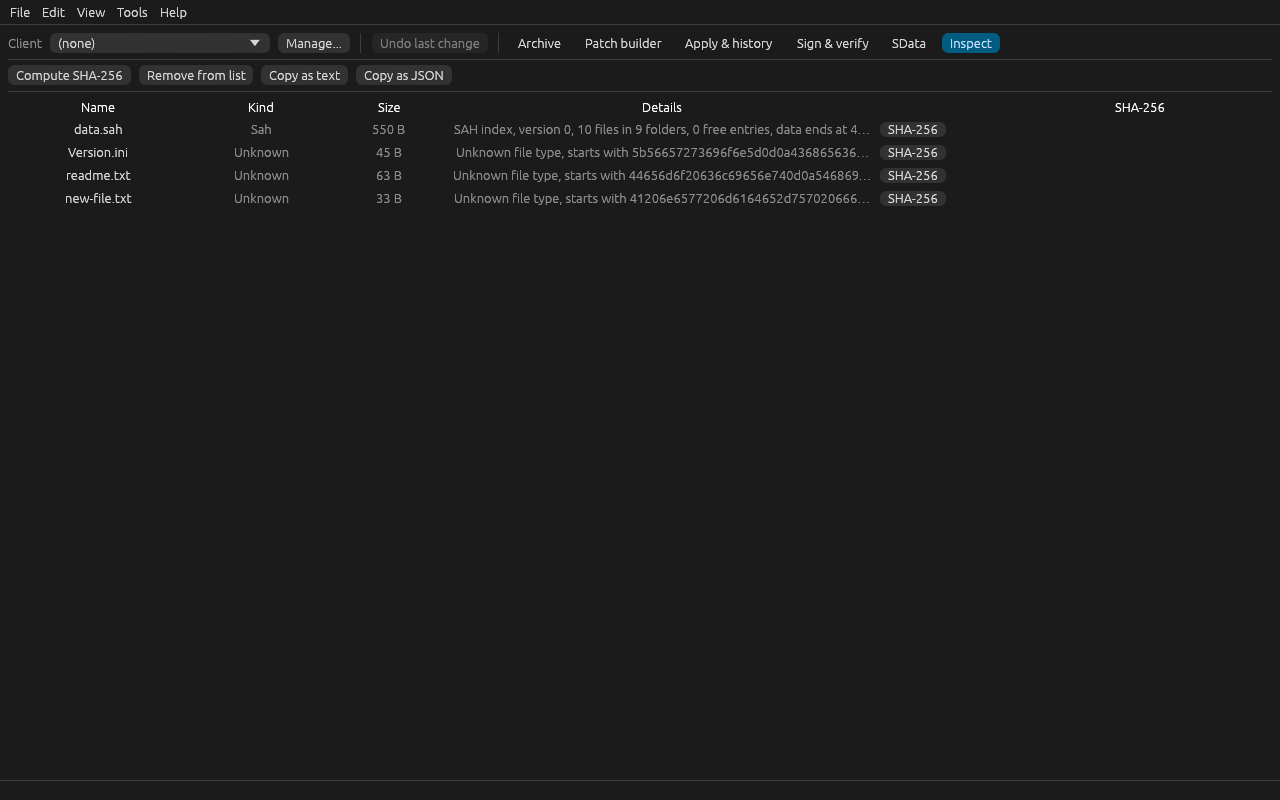 File Edit View Tools Help
Client (none) Manage... Undo last change Archive Patch builder Apply & history Sign & verify SData Inspect
Compute SHA-256 Remove from list Copy as text Copy as JSON
Name Kind Size Details SHA-256
data.sah Sah 550 B SAH index, version 0, 10 files in 9 folders, 0 free entries, data ends at 4… SHA-256
Version.ini Unknown 45 B Unknown file type, starts with 5b56657273696f6e5d0d0a436865636… SHA-256
readme.txt Unknown 63 B Unknown file type, starts with 44656d6f20636c69656e740d0a546869… SHA-256
new-file.txt Unknown 33 B Unknown file type, starts with 41206e6577206d6164652d757020666… SHA-256